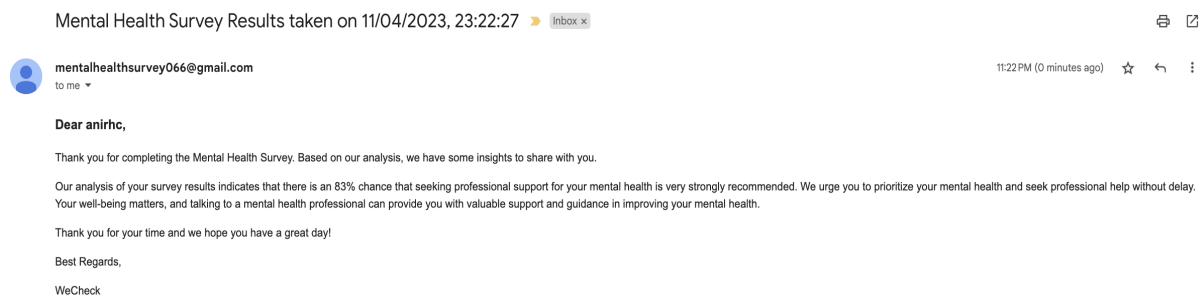 Mental Health Survey Results taken on 11/04/2023, 23:22:27 Inbox ×
mentalhealthsurvey066@gmail.com 11:22 PM (0 minutes ago)
to me
Dear anirhc,
Thank you for completing the Mental Health Survey. Based on our analysis, we have some insights to share with you.
Our analysis of your survey results indicates that there is an 83% chance that seeking professional support for your mental health is very strongly recommended. We urge you to prioritize your mental health and seek professional help without delay.
Your well-being matters, and talking to a mental health professional can provide you with valuable support and guidance in improving your mental health.
Thank you for your time and we hope you have a great day!
Best Regards,
WeCheck